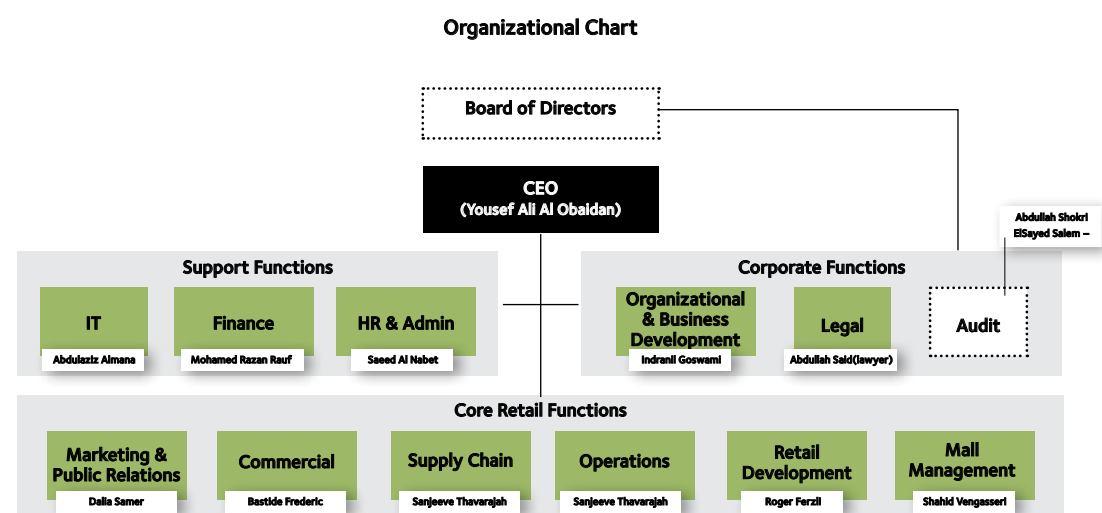 Organizational Chart
Board of Directors
CEO
(Yousef Ali Al Obaidan)
Abdullah Shokri
ElSayed Salem –
Support Functions
IT
Abdulaziz Almana
Finance
Mohamed Razan Rauf
HR & Admin
Saeed Al Nabet
Corporate Functions
Organizational
& Business
Development
Indranil Goswami
Legal
Abdullah Said(lawyer)
Audit
Core Retail Functions
Marketing &
Public Relations
Dalia Samer
Commercial
Bastide Frederic
Supply Chain
Sanjeeve Thavarajah
Operations
Sanjeeve Thavarajah
Retail
Development
Roger Ferzli
Mall
Management
Shahid Vengasseri